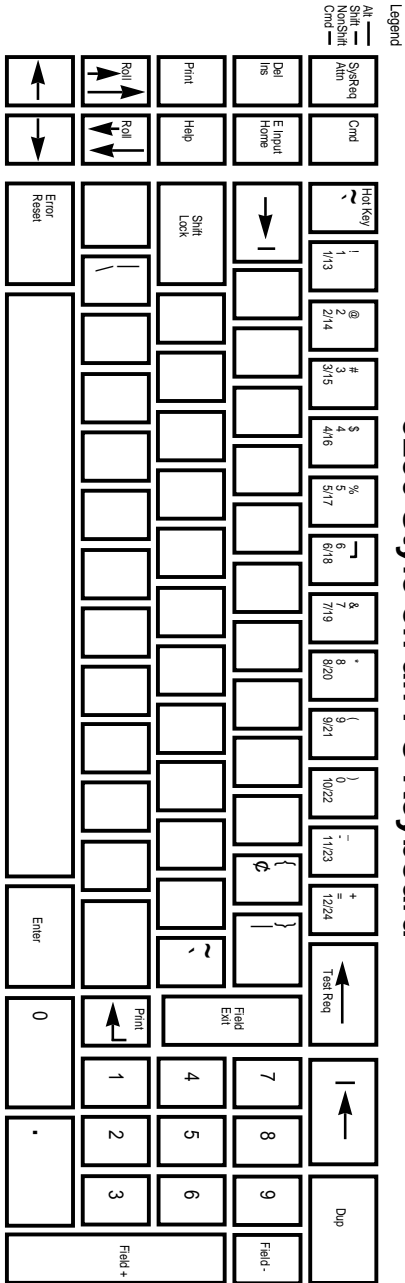 Legend
Alt
Shift
NonShift
Cmd
SysReq
Attn
Cmd
Hot Key
~
`
!
1
1/13
@
2
2/14
#
3
3/15
$
4
4/16
%
5
5/17
¬
6
6/18
&
7
7/19
*
8
8/20
(
9
9/21
)
0
10/22
_
-
11/23
+
=
12/24
Test Req
Dup
Del
Ins
E Input
Home
{
¢
}
|
Field
Exit
7
8
9
Field-
Print
Help
Shift
Lock
~
`
4
5
6
Roll
Roll
|
\
Print
1
2
3
Field +
Error
Reset
Enter
0
.